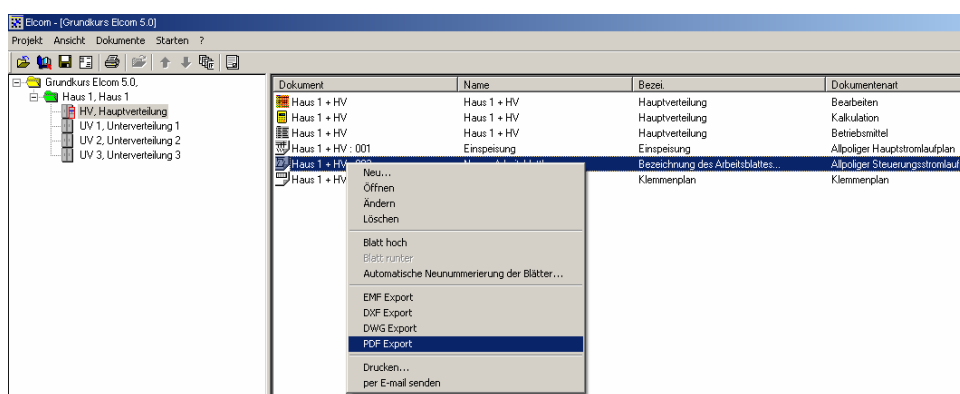 Elcom - [Grundkurs Elcom 5.0]
Projekt Ansicht Dokumente Starten ?
Grundkurs Elcom 5.0,
Haus 1, Haus 1
HV, Hauptverteilung
UV 1, Unterverteilung 1
UV 2, Unterverteilung 2
UV 3, Unterverteilung 3
Dokument Name Bezei. Dokumentenart
Haus 1 + HV Haus 1 + HV Hauptverteilung Bearbeiten
Haus 1 + HV Haus 1 + HV Hauptverteilung Kalkulation
Haus 1 + HV Haus 1 + HV Hauptverteilung Betriebsmittel
Haus 1 + HV : 001 Einspeisung Einspeisung Allpoliger Hauptstromlaufplan
Haus 1 + HV : 002 Bezeichnung des Arbeitsblattes... Allpoliger Steuerungsstromlauf
Haus 1 + HV Klemmenplan Klemmenplan
Neu...
Öffnen
Ändern
Löschen
Blatt hoch
Blatt runter
Automatische Neunummerierung der Blätter...
EMF Export
DXF Export
DWG Export
PDF Export
Drucken...
per E-mail senden